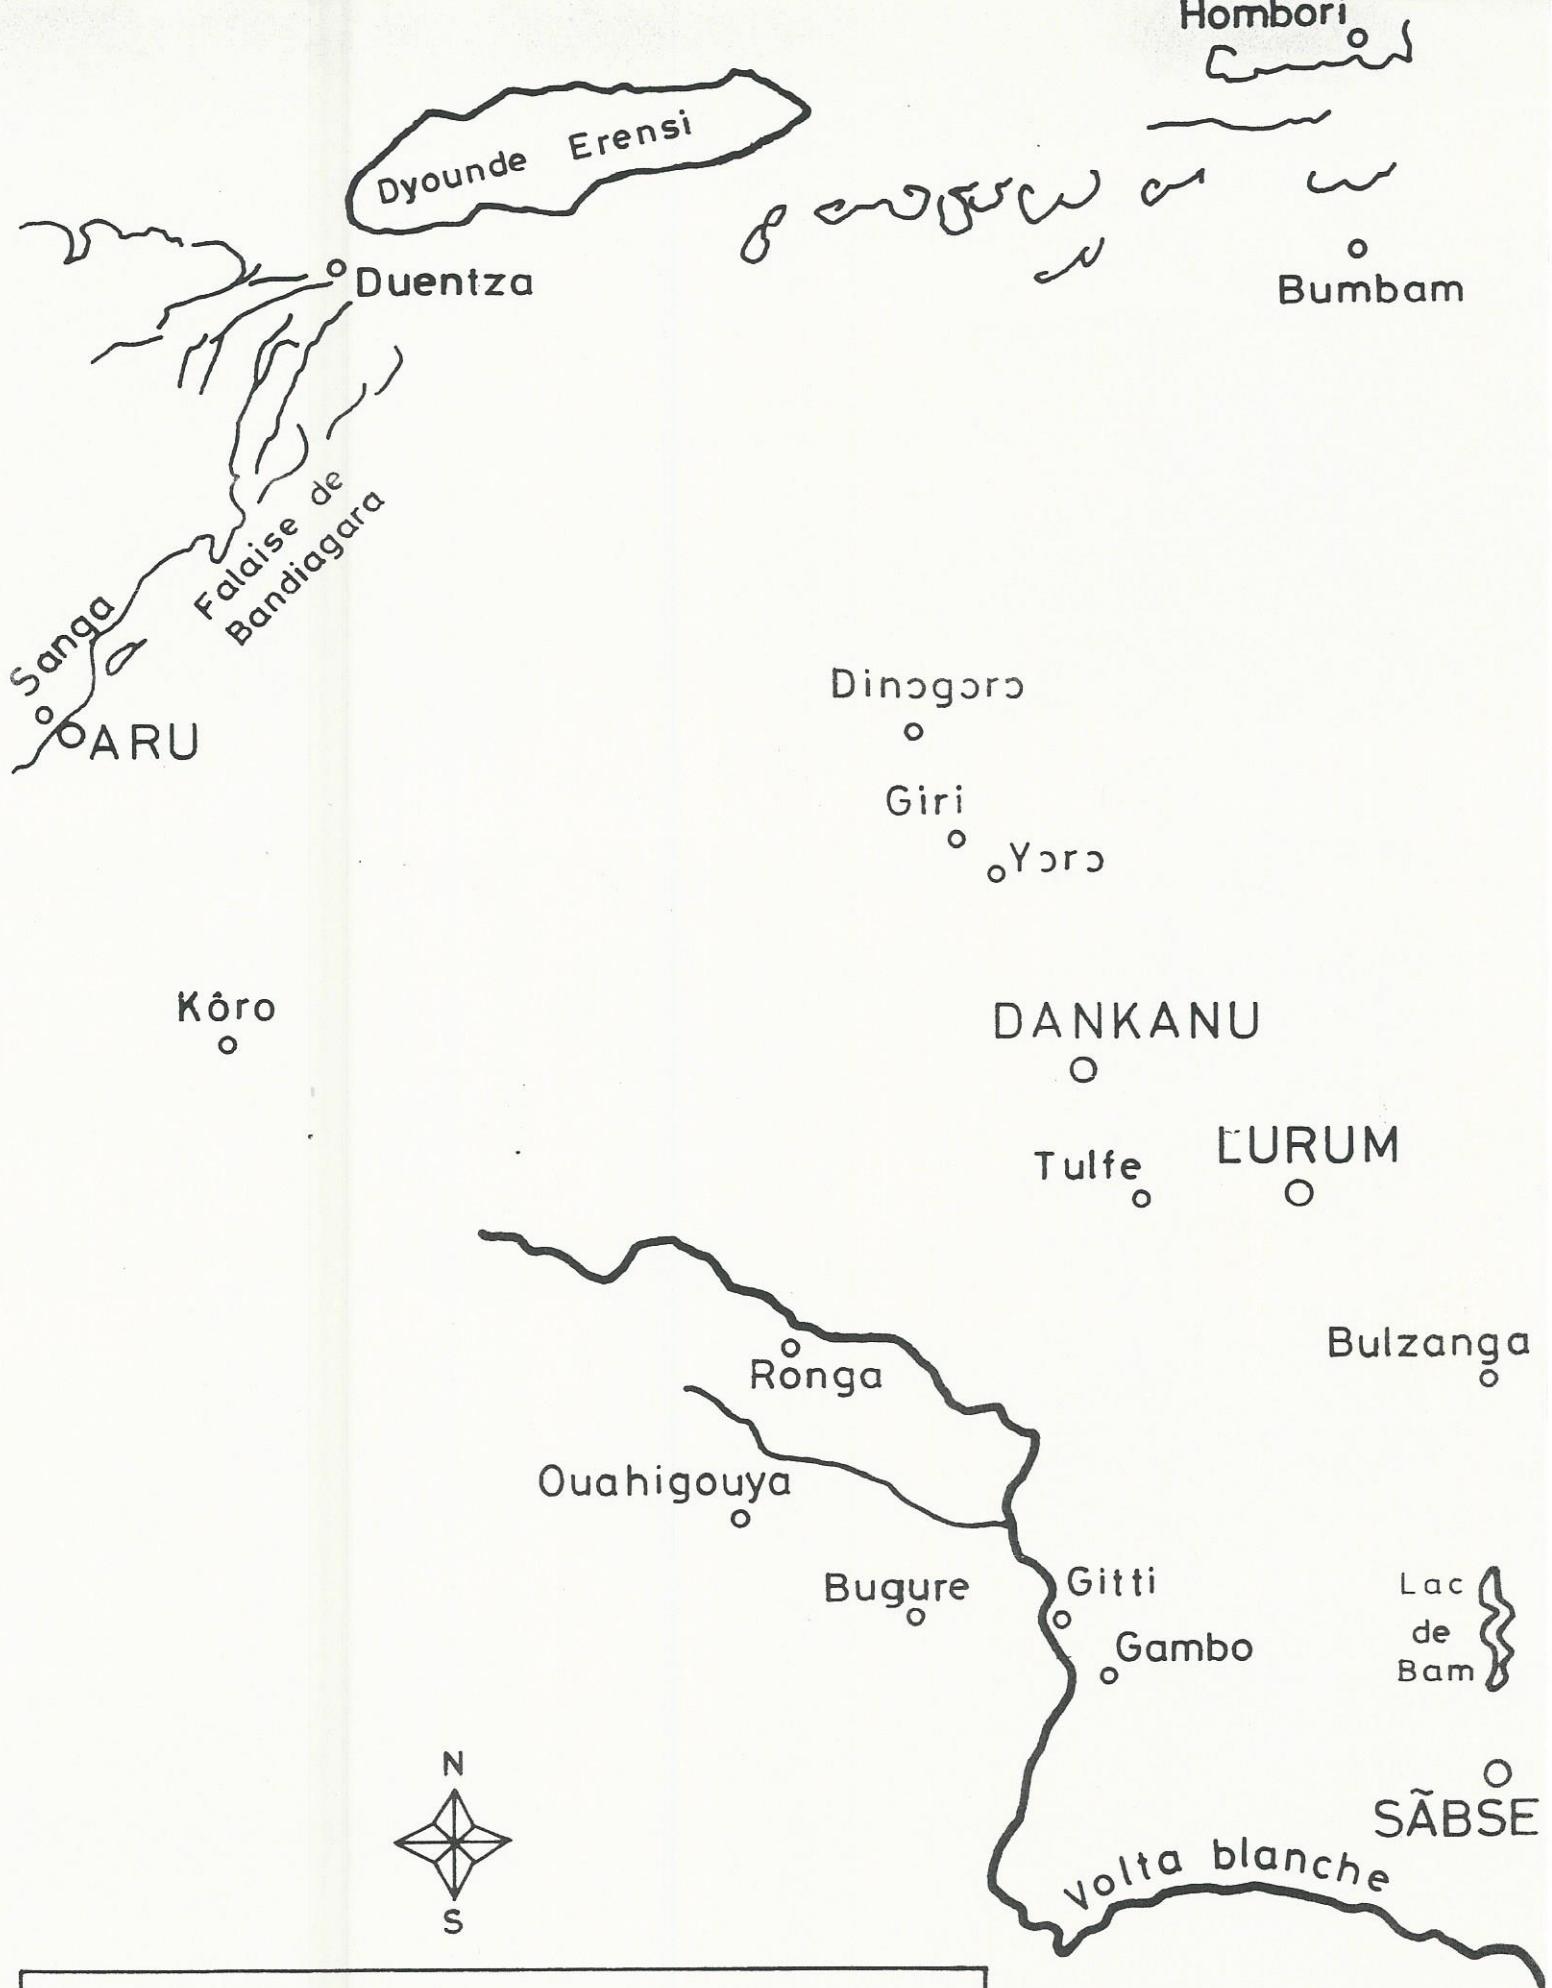 Hombori
Dyounde Erensi
Duentza
Bumbam
Falaise de
Bandiagara
Sanga
ARU
Dinɔgɔrɔ
Giri
Yɔrɔ
Kôro
DANKANU
LURUM
Tulfe
Ronga
Bulzanga
Ouahigouya
Bugure
Gitti
Gambo
Lac
de
Bam
N
S
SÃBSE
Volta blanche